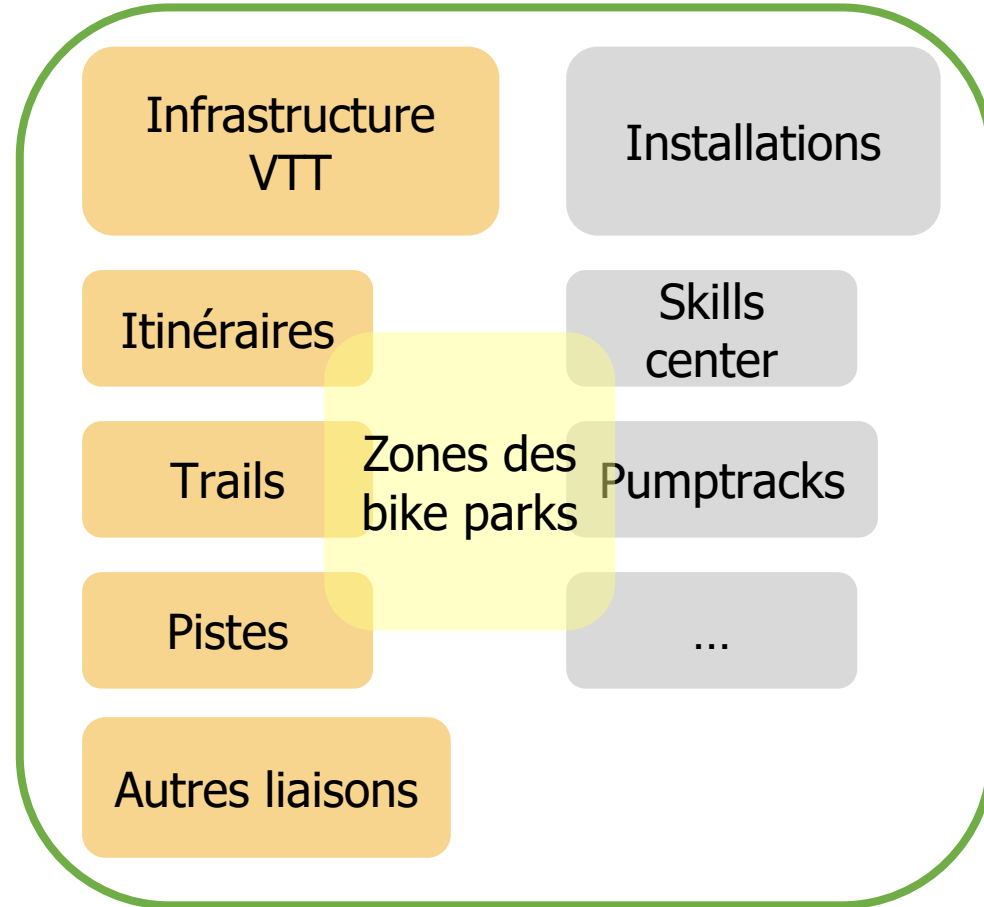 Infrastructure
VTT
Installations
Itinéraires
Skills
center
Trails
Zones des
bike parks
Pumptracks
Pistes
...
Autres liaisons